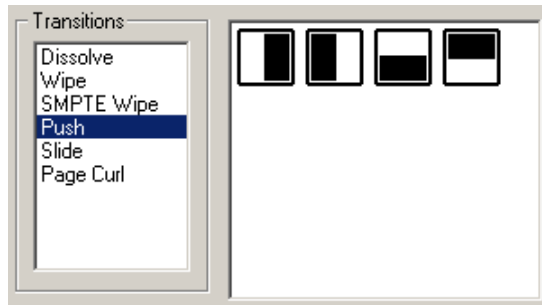 Transitions
Dissolve
Wipe
SMPTE Wipe
Push
Slide
Page Curl